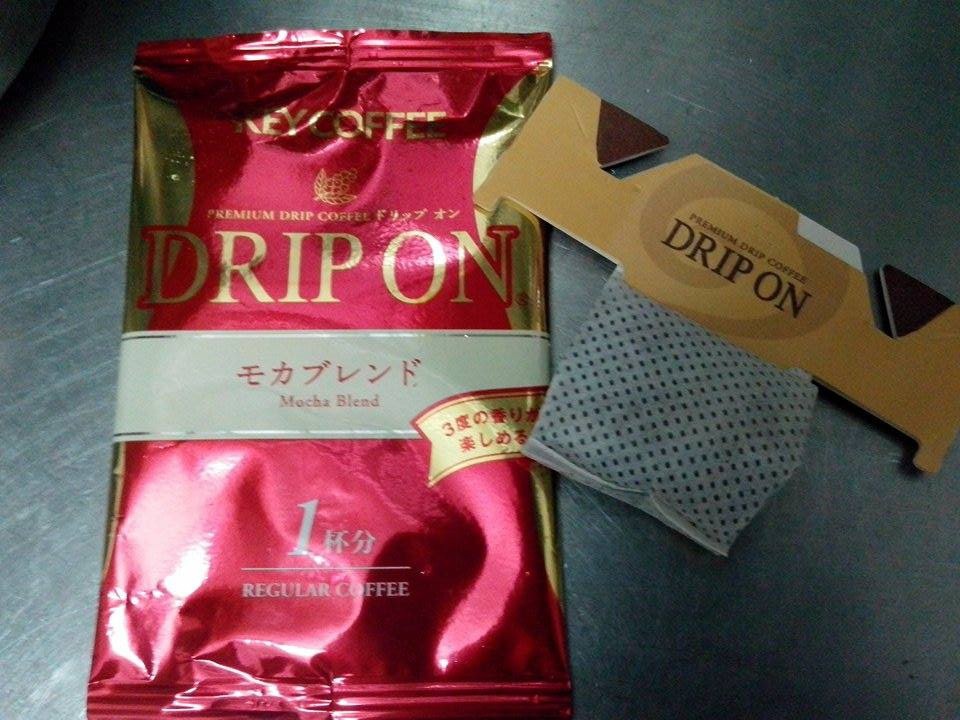 KEY COFFEE
PREMIUM DRIP COFFEE ドリップ オン
DRIP ON®
モカブレンド
Mocha Blend
3度の香りが
楽しめる
1杯分
REGULAR COFFEE
PREMIUM DRIP COFFEE
DRIP ON